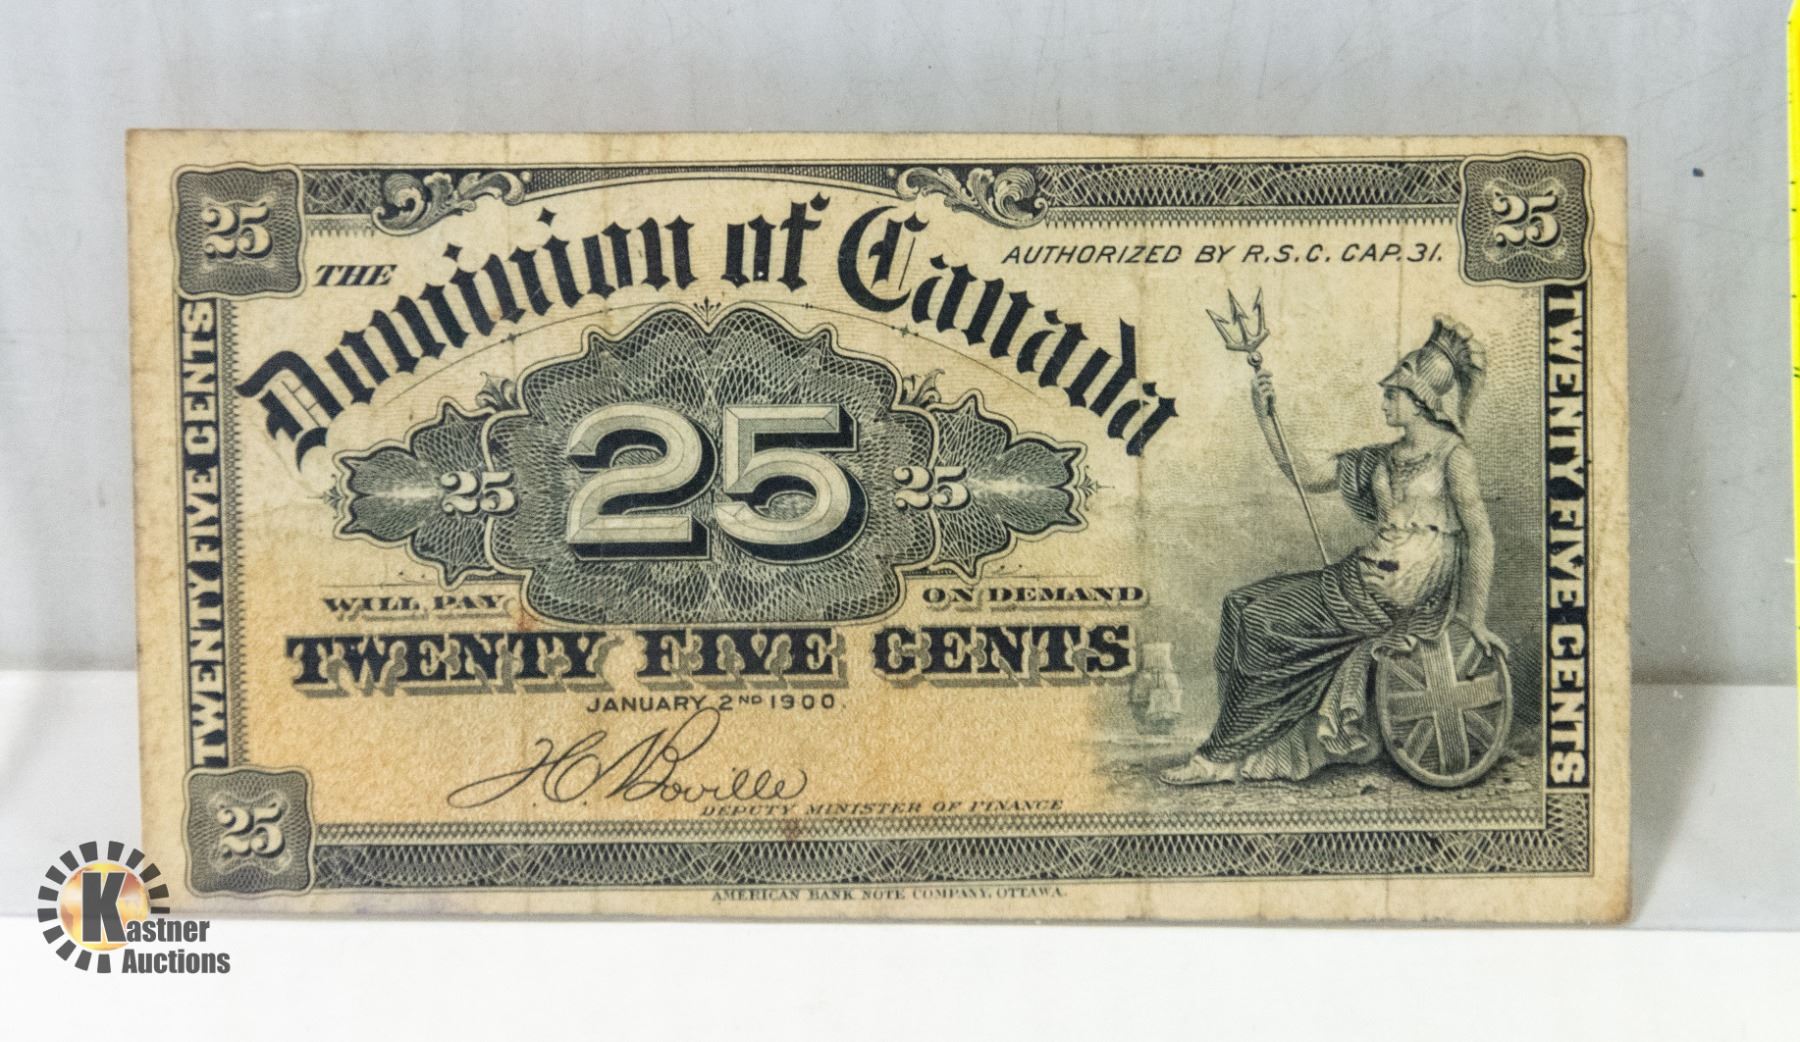 25
25
THE
Dominion of Canada
AUTHORIZED BY R.S.C. CAP. 31.
TWENTY FIVE CENTS
TWENTY FIVE CENTS
25
25
25
WILL PAY
ON DEMAND
TWENTY FIVE CENTS
JANUARY 2ND 1900.
H.C. Boville
DEPUTY MINISTER OF FINANCE
25
AMERICAN BANK NOTE COMPANY, OTTAWA.
Kastner
Auctions